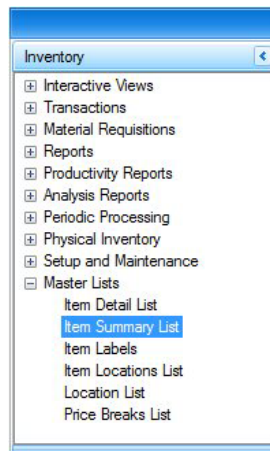 Inventory
Interactive Views
Transactions
Material Requisitions
Reports
Productivity Reports
Analysis Reports
Periodic Processing
Physical Inventory
Setup and Maintenance
Master Lists
Item Detail List
Item Summary List
Item Labels
Item Locations List
Location List
Price Breaks List